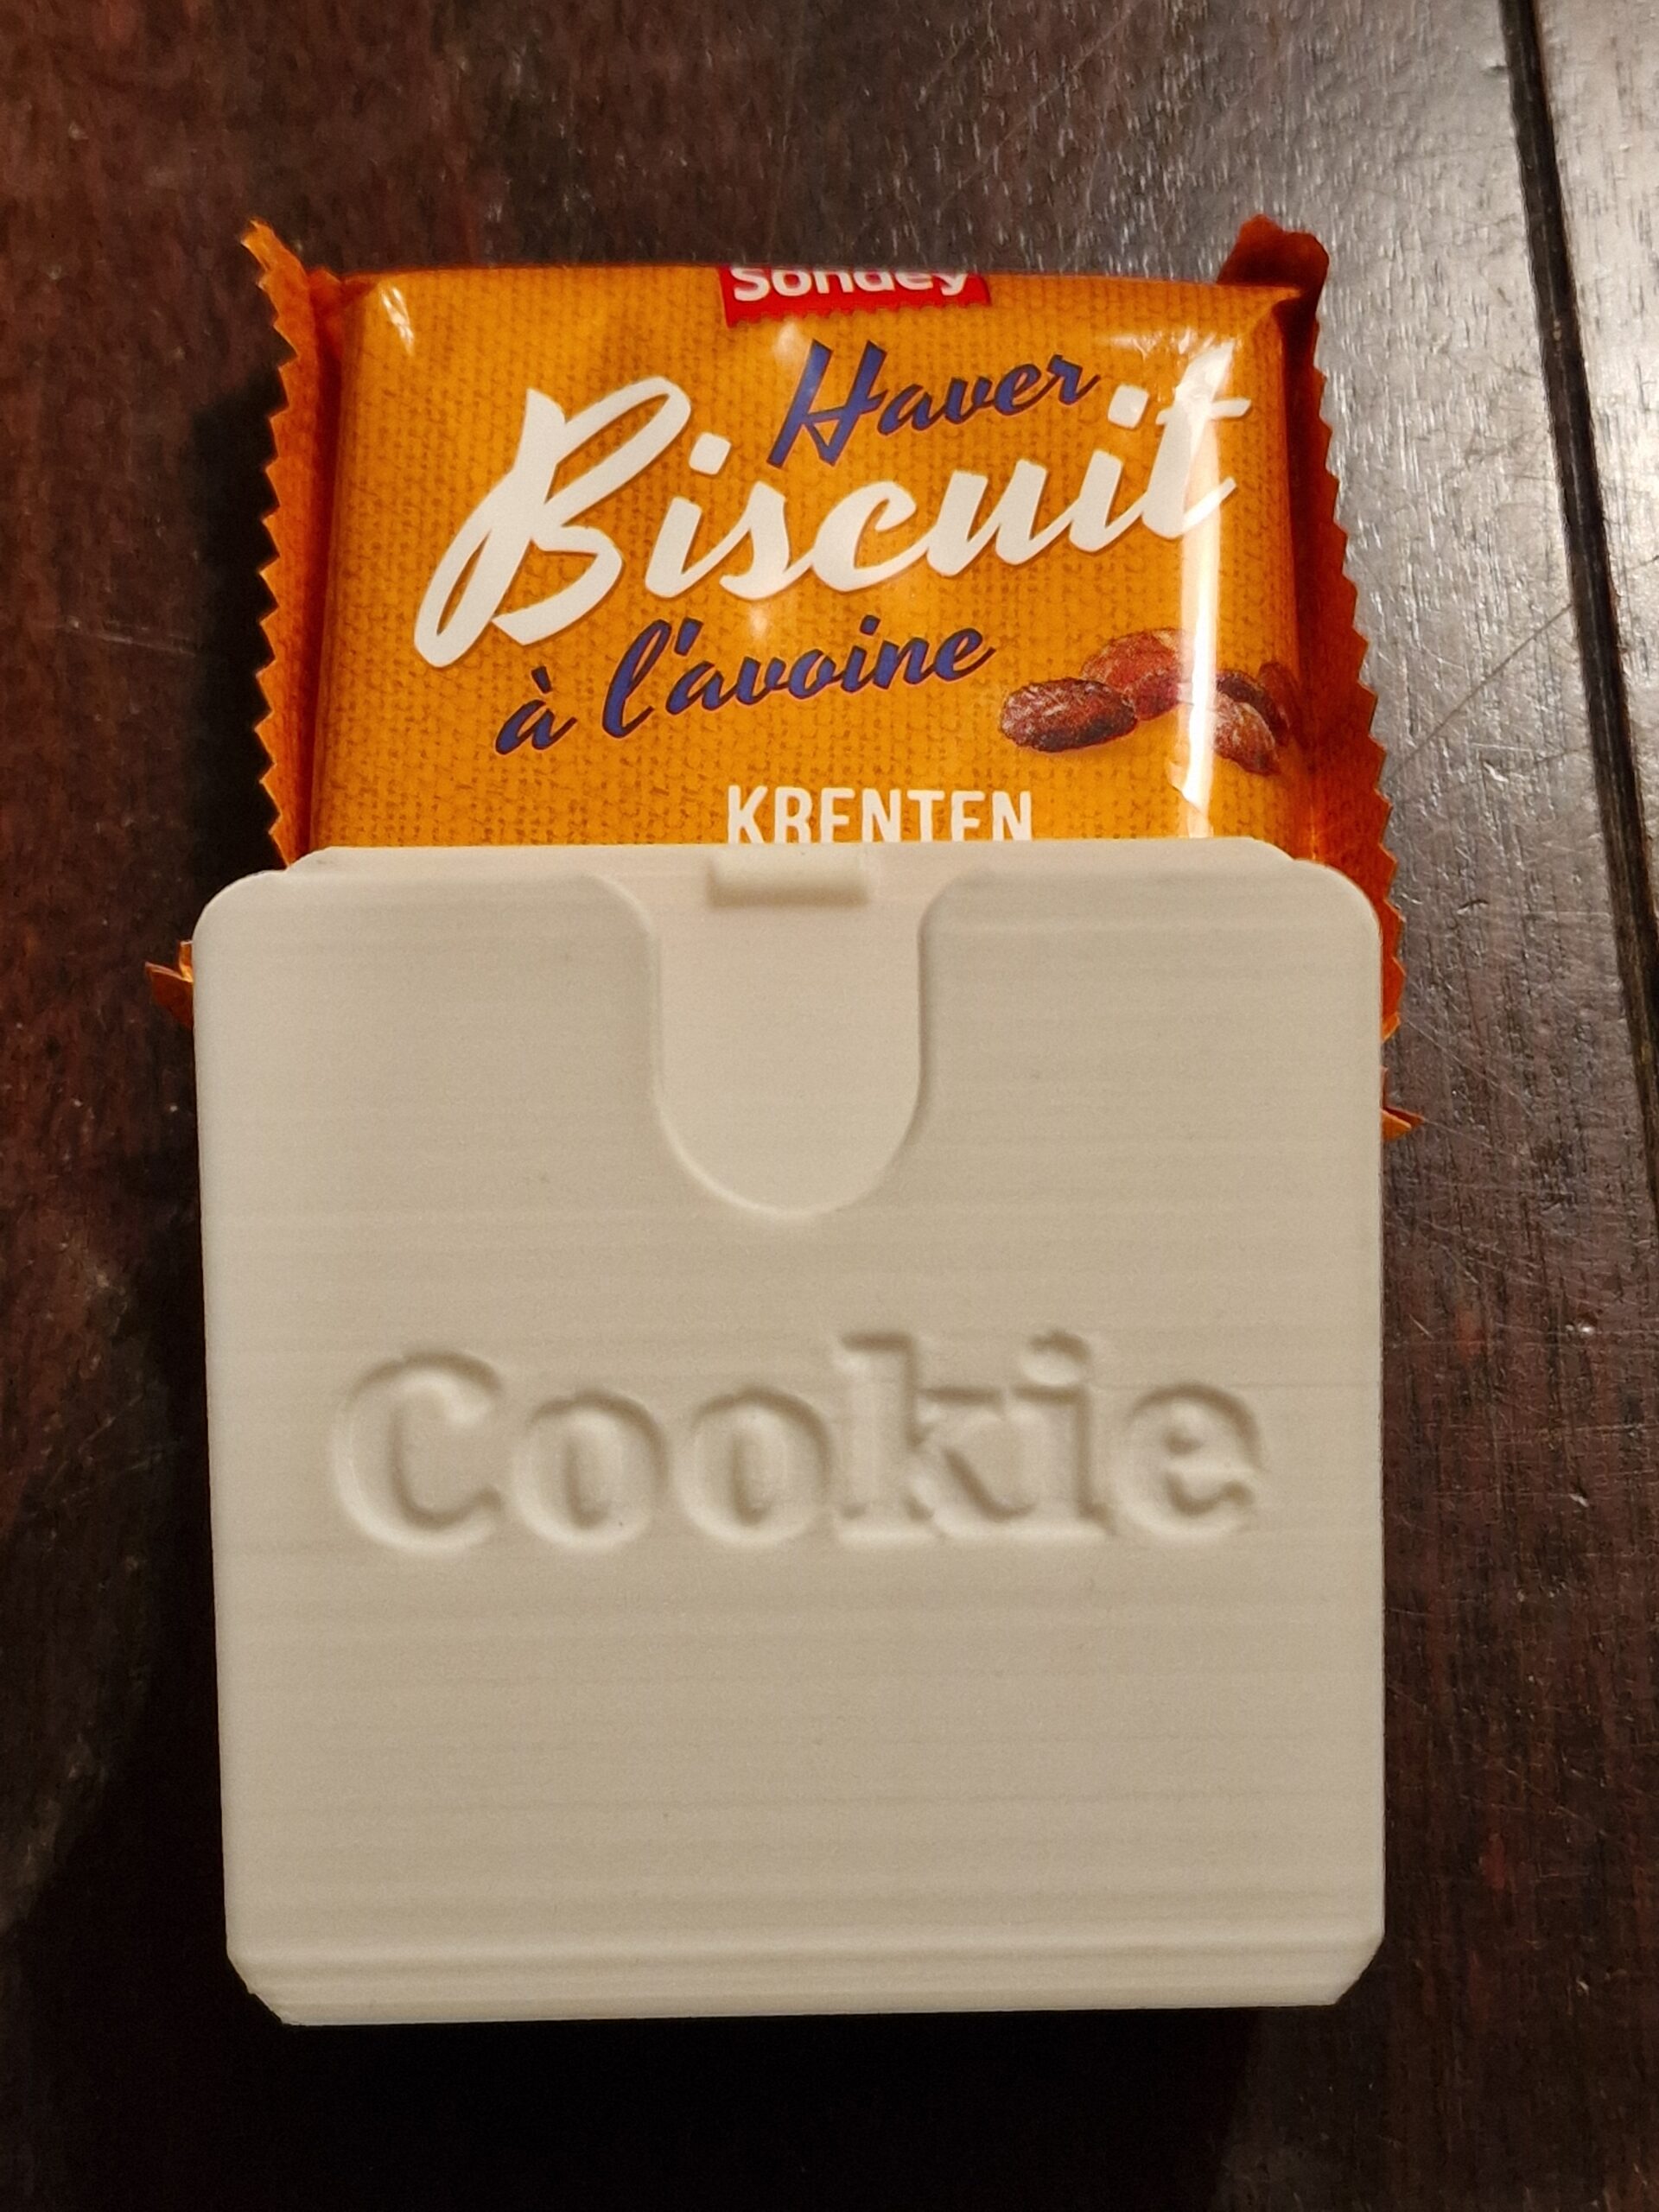 Sondey
Haver
Biscuit
à l'avoine
KRENTEN
Cookie